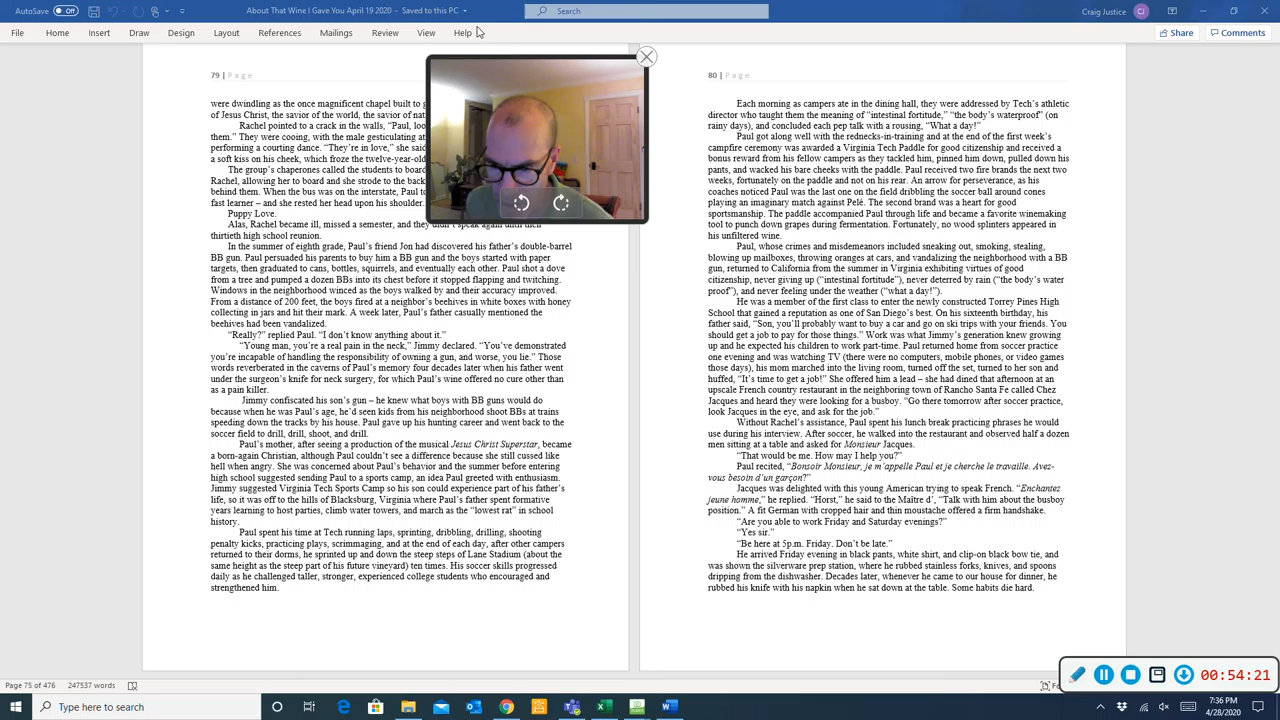 AutoSave Off About That Wine I Gave You April 19 2020 - Saved to this PC Search Craig Justice
File Home Insert Draw Design Layout References Mailings Review View Help Share Comments
79 | Page
were dwindling as the once magnificent chapel built to g
of Jesus Christ, the savior of the world, the savior of nat
Rachel pointed to a crack in the walls, “Paul, loo
them.” They were cooing, with the male gesticulating at
performing a courting dance. “They’re in love,” she said
a soft kiss on his cheek, which froze the twelve-year-old
The group’s chaperones called the students to board
Rachel, allowing her to board and she strode to the back
behind them. When the bus was on the interstate, Paul to
fast learner – and she rested her head upon his shoulder.
Puppy Love.
Alas, Rachel became ill, missed a semester, and they didn’t speak again until their
thirtieth high school reunion.
In the summer of eighth grade, Paul’s friend Jon had discovered his father’s double-barrel
BB gun. Paul persuaded his parents to buy him a BB gun and the boys started with paper
targets, then graduated to cans, bottles, squirrels, and eventually each other. Paul shot a dove
from a tree and pumped a dozen BBs into its chest before it stopped flapping and twitching.
Windows in the neighborhood winced as the boys walked by and their accuracy improved.
From a distance of 200 feet, the boys fired at a neighbor’s beehives in white boxes with honey
collecting in jars and hit their mark. A week later, Paul’s father casually mentioned the
beehives had been vandalized.
“Really?” replied Paul. “I don’t know anything about it.”
“Young man, you’re a real pain in the neck,” Jimmy declared. “You’ve demonstrated
you’re incapable of handling the responsibility of owning a gun, and worse, you lie.” Those
words reverberated in the caverns of Paul’s memory four decades later when his father went
under the surgeon’s knife for neck surgery, for which Paul’s wine offered no cure other than
as a pain killer.
Jimmy confiscated his son’s gun – he knew what boys with BB guns would do
because when he was Paul’s age, he’d seen kids from his neighborhood shoot BBs at trains
speeding down the tracks by his house. Paul gave up his hunting career and went back to the
soccer field to drill, drill, shoot, and drill.
Paul’s mother, after seeing a production of the musical Jesus Christ Superstar, became
a born-again Christian, although Paul couldn’t see a difference because she still cussed like
hell when angry. She was concerned about Paul’s behavior and the summer before entering
high school suggested sending Paul to a sports camp, an idea Paul greeted with enthusiasm.
Jimmy suggested Virginia Tech Sports Camp so his son could experience part of his father’s
life, so it was off to the hills of Blacksburg, Virginia where Paul’s father spent formative
years learning to host parties, climb water towers, and march as the “lowest rat” in school
history.
Paul spent his time at Tech running laps, sprinting, dribbling, drilling, shooting
penalty kicks, practicing plays, scrimmaging, and at the end of each day, after other campers
returned to their dorms, he sprinted up and down the steep steps of Lane Stadium (about the
same height as the steep part of his future vineyard) ten times. His soccer skills progressed
daily as he challenged taller, stronger, experienced college students who encouraged and
strengthened him.
80 | Page
Each morning as campers ate in the dining hall, they were addressed by Tech’s athletic
director who taught them the meaning of “intestinal fortitude,” “the body’s waterproof” (on
rainy days), and concluded each pep talk with a rousing, “What a day!”
Paul got along well with the rednecks-in-training and at the end of the first week’s
campfire ceremony was awarded a Virginia Tech Paddle for good citizenship and received a
bonus reward from his fellow campers as they tackled him, pinned him down, pulled down his
pants, and wacked his bare cheeks with the paddle. Paul received two fire brands the next two
weeks, fortunately on the paddle and not on his rear. An arrow for perseverance, as his
coaches noticed Paul was the last one on the field dribbling the soccer ball around cones
playing an imaginary match against Pelé. The second brand was a heart for good
sportsmanship. The paddle accompanied Paul through life and became a favorite winemaking
tool to punch down grapes during fermentation. Fortunately, no wood splinters appeared in
his unfiltered wine.
Paul, whose crimes and misdemeanors included sneaking out, smoking, stealing,
blowing up mailboxes, throwing oranges at cars, and vandalizing the neighborhood with a BB
gun, returned to California from the summer in Virginia exhibiting virtues of good
citizenship, never giving up (“intestinal fortitude”), never deterred by rain (“the body’s water
proof”), and never feeling under the weather (“what a day!”).
He was a member of the first class to enter the newly constructed Torrey Pines High
School that gained a reputation as one of San Diego’s best. On his sixteenth birthday, his
father said, “Son, you’ll probably want to buy a car and go on ski trips with your friends. You
should get a job to pay for those things.” Work was what Jimmy’s generation knew growing
up and he expected his children to work part-time. Paul returned home from soccer practice
one evening and was watching TV (there were no computers, mobile phones, or video games
those days), his mom marched into the living room, turned off the set, turned to her son and
huffed, “It’s time to get a job!” She offered him a lead – she had dined that afternoon at an
upscale French country restaurant in the neighboring town of Rancho Santa Fe called Chez
Jacques and heard they were looking for a busboy. “Go there tomorrow after soccer practice,
look Jacques in the eye, and ask for the job.”
Without Rachel’s assistance, Paul spent his lunch break practicing phrases he would
use during his interview. After soccer, he walked into the restaurant and observed half a dozen
men sitting at a table and asked for Monsieur Jacques.
“That would be me. How may I help you?”
Paul recited, “Bonsoir Monsieur, je m’appelle Paul et je cherche le travaille. Avez-
vous besoin d’un garçon?”
Jacques was delighted with this young American trying to speak French. “Enchantez
jeune homme,” he replied. “Horst,” he said to the Maître d’, “Talk with him about the busboy
position.” A fit German with cropped hair and thin moustache offered a firm handshake.
“Are you able to work Friday and Saturday evenings?”
“Yes sir.”
“Be here at 5p.m. Friday. Don’t be late.”
He arrived Friday evening in black pants, white shirt, and clip-on black bow tie, and
was shown the silverware prep station, where he rubbed stainless forks, knives, and spoons
dripping from the dishwasher. Decades later, whenever he came to our house for dinner, he
rubbed his knife with his napkin when he sat down at the table. Some habits die hard.
Page 75 of 476 247537 words
00:54:21
Type here to search
7:36 PM
4/28/2020